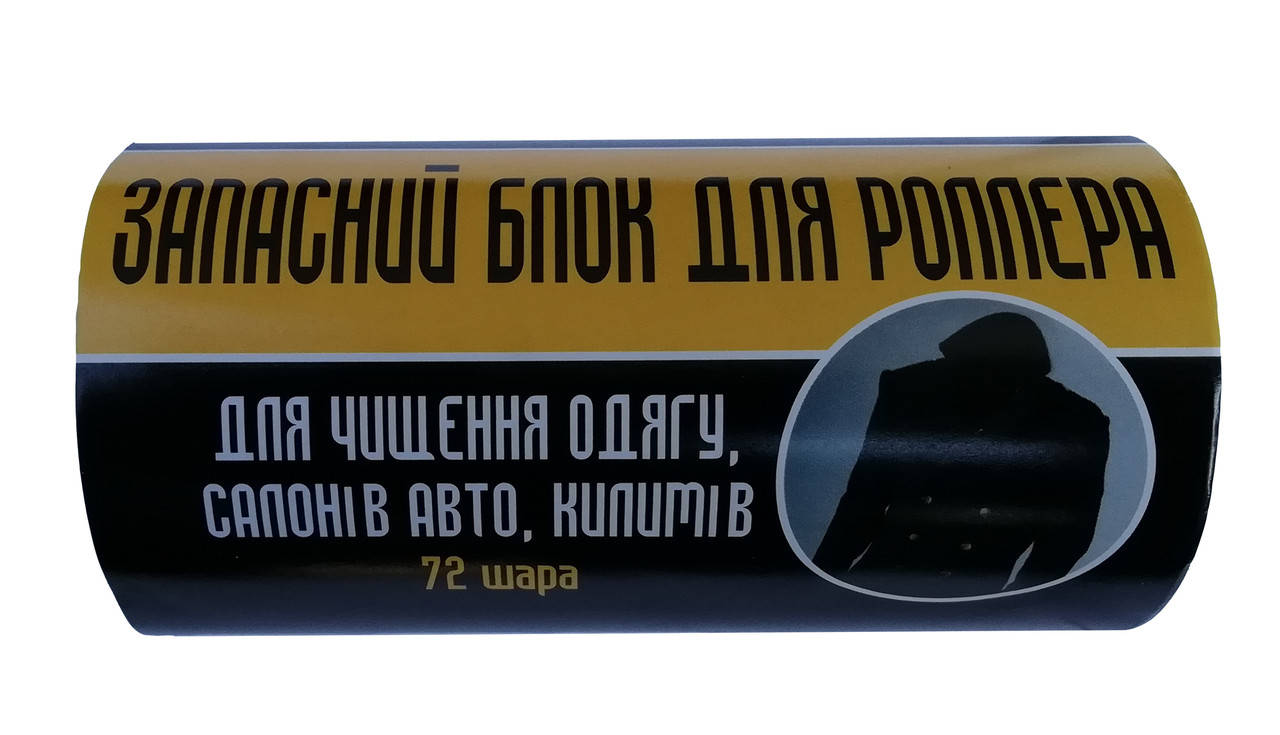 ЗАПАСНИЙ БЛОК ДЛЯ РОЛЛЕРА
ДЛЯ ЧИЩЕННЯ ОДЯГУ,
САЛОНІВ АВТО, КИЛИМІВ
72 шара